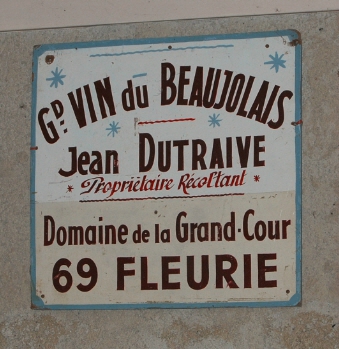 GD VIN du BEAUJOLAIS
Jean DUTRAIVE
* Propriétaire Récoltant *
Domaine de la Grand-Cour
69 FLEURIE